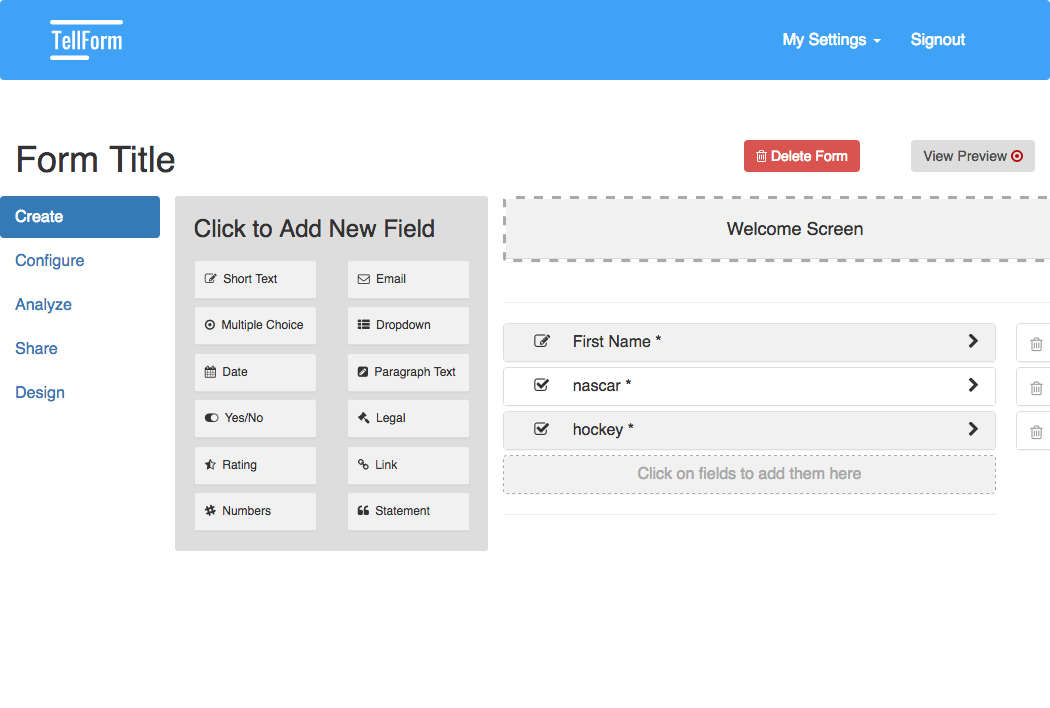 TellForm
My Settings
Signout
Form Title
Delete Form
View Preview
Create
Configure
Analyze
Share
Design
Click to Add New Field
Short Text
Email
Multiple Choice
Dropdown
Date
Paragraph Text
Yes/No
Legal
Rating
Link
Numbers
Statement
Welcome Screen
First Name *
nascar *
hockey *
Click on fields to add them here